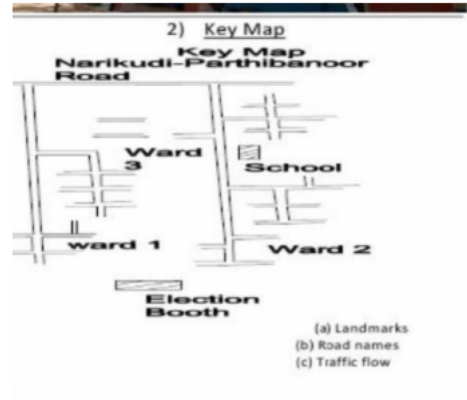 2) Key Map
Key Map
Narikudi-Parthibanoor
Road
Ward
3
School
ward 1
Ward 2
Election
Booth
(a) Landmarks
(b) Road names
(c) Traffic flow